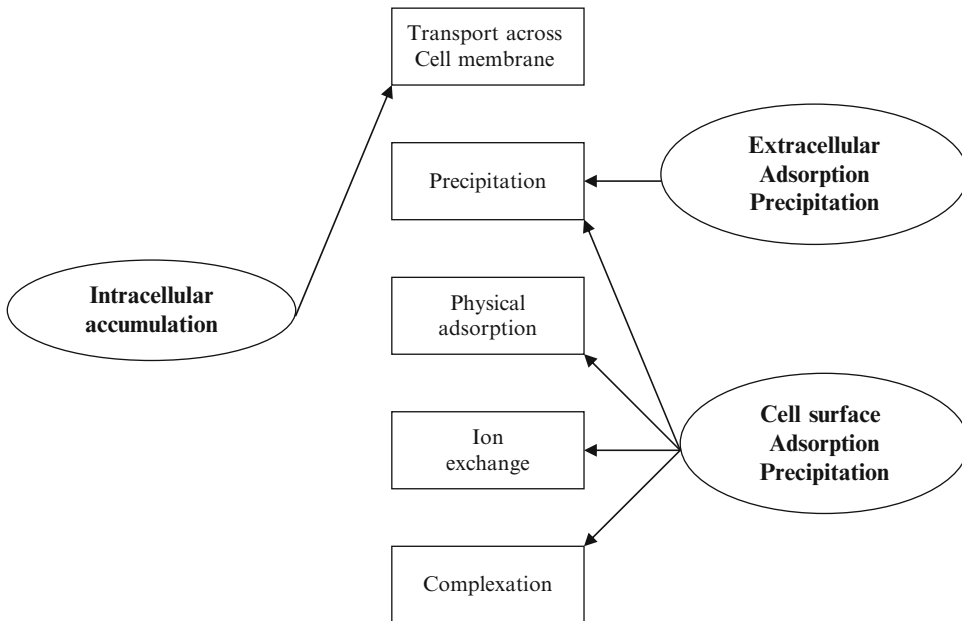 Transport across
Cell membrane
Precipitation
Extracellular
Adsorption
Precipitation
Intracellular
accumulation
Physical
adsorption
Ion
exchange
Cell surface
Adsorption
Precipitation
Complexation